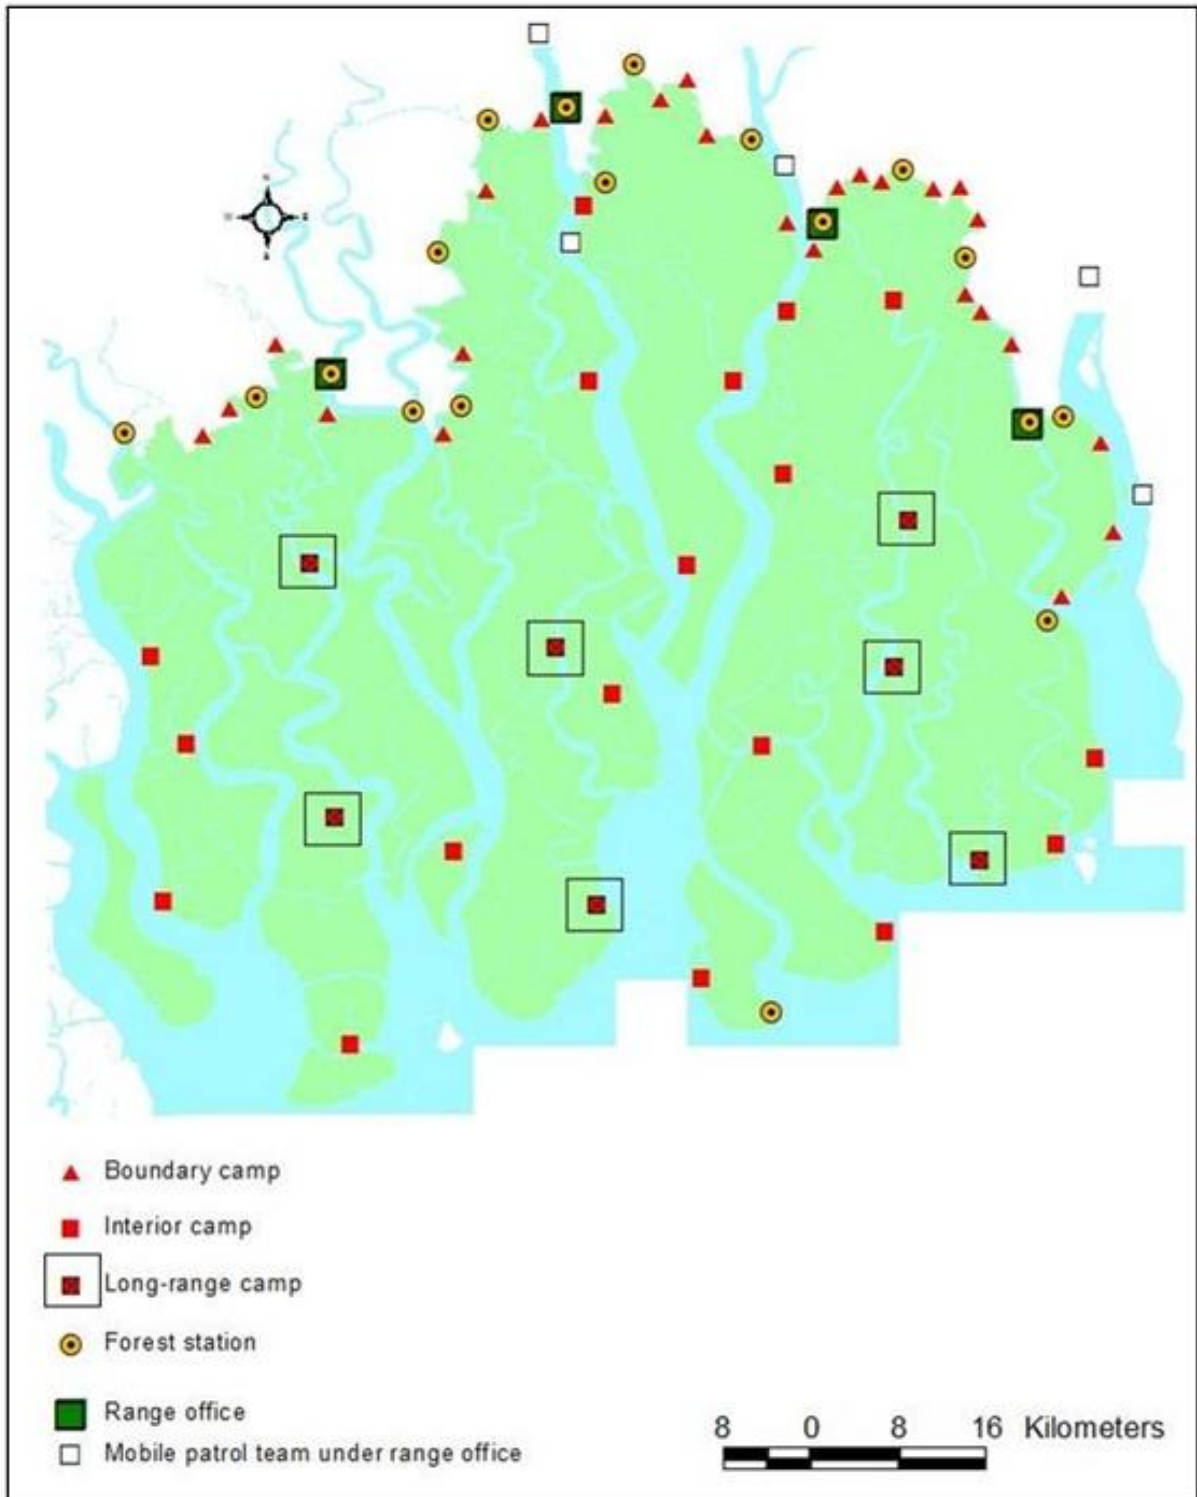 Boundary camp
Interior camp
Long-range camp
Forest station
Range office
Mobile patrol team under range office
8 0 8 16 Kilometers